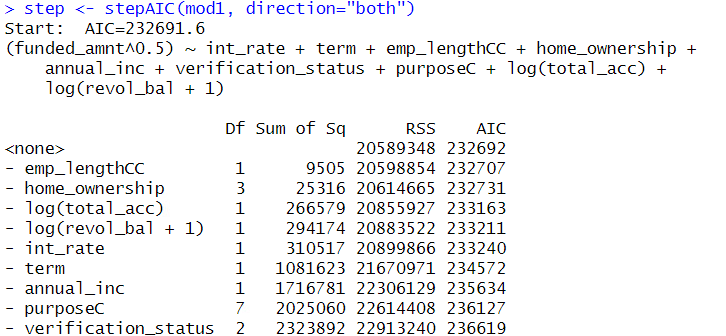 > step <- stepAIC(mod1, direction="both")
Start:  AIC=232691.6
(funded_amnt^0.5) ~ int_rate + term + emp_lengthCC + home_ownership +
    annual_inc + verification_status + purposeC + log(total_acc) +
    log(revol_bal + 1)

                      Df Sum of Sq      RSS    AIC
<none>                             20589348 232692
- emp_lengthCC         1      9505 20598854 232707
- home_ownership       3     25316 20614665 232731
- log(total_acc)       1    266579 20855927 233163
- log(revol_bal + 1)   1    294174 20883522 233211
- int_rate             1    310517 20899866 233240
- term                 1   1081623 21670971 234572
- annual_inc           1   1716781 22306129 235634
- purposeC             7   2025060 22614408 236127
- verification_status  2   2323892 22913240 236619